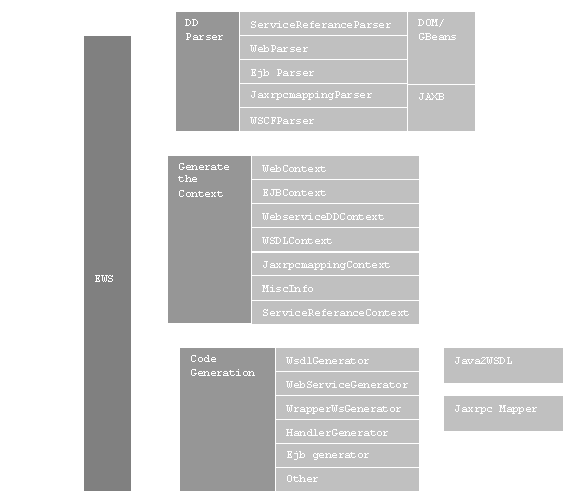 EWS
DD
Parser
ServiceReferanceParser
WebParser
Ejb Parser
JaxrpcmappingParser
WSCFParser
DOM/
GBeans
JAXB
Generate
the
Context
WebContext
EJBContext
WebserviceDDContext
WSDLContext
JaxrpcmappingContext
MiscInfo
ServiceReferanceContext
Code
Generation
WsdlGenerator
WebServiceGenerator
WrapperWsGenerator
HandlerGenerator
Ejb generator
Other
Java2WSDL
Jaxrpc Mapper